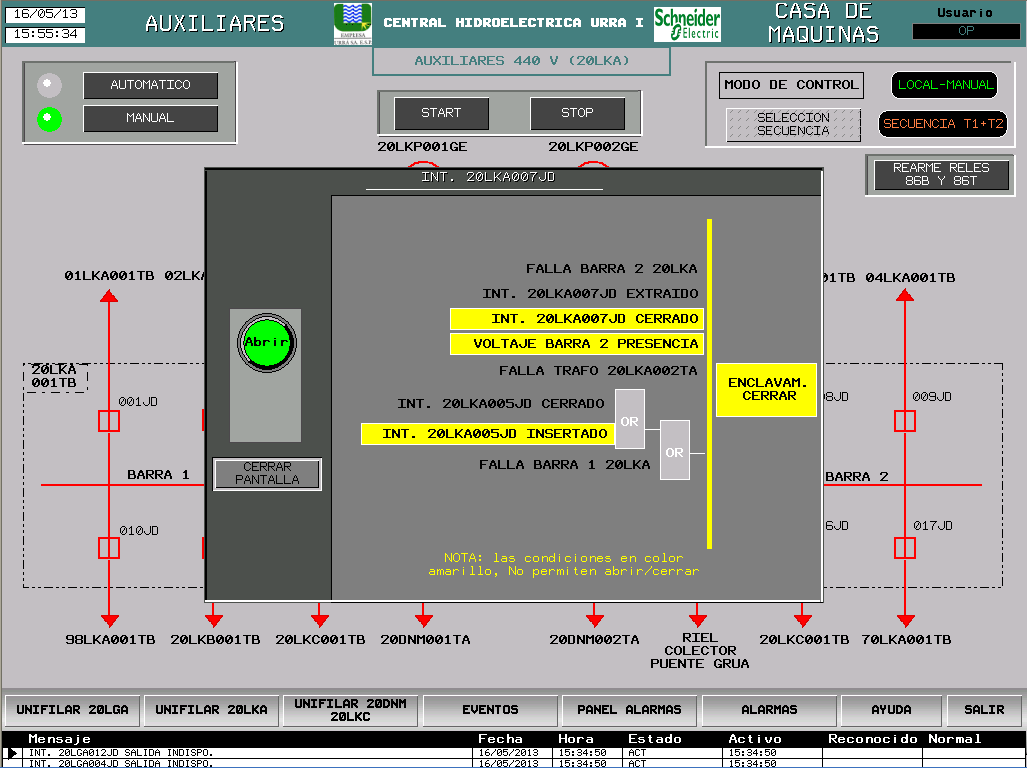 16/05/13
15:55:34
AUXILIARES
EMPRESA
URRA S.A E.S.P
CENTRAL HIDROELECTRICA URRA I
Schneider
Electric
CASA DE
MAQUINAS
Usuario
OP
AUXILIARES 440 V (20LKA)
AUTOMATICO
MANUAL
START
STOP
MODO DE CONTROL
LOCAL-MANUAL
SELECCION
SECUENCIA
SECUENCIA T1+T2
20LKP001GE
20LKP002GE
REARME RELES
86B Y 86T
INT. 20LKA007JD
01LKA001TB
02LKA
01TB
04LKA001TB
FALLA BARRA 2 20LKA
INT. 20LKA007JD EXTRAIDO
INT. 20LKA007JD CERRADO
VOLTAJE BARRA 2 PRESENCIA
FALLA TRAFO 20LKA002TA
INT. 20LKA005JD CERRADO
INT. 20LKA005JD INSERTADO
FALLA BARRA 1 20LKA
OR
OR
ENCLAVAM.
CERRAR
Abrir
CERRAR
PANTALLA
20LKA
001TB
001JD
8JD
009JD
BARRA 1
BARRA 2
010JD
6JD
017JD
NOTA: las condiciones en color
amarillo, No permiten abrir/cerrar
98LKA001TB
20LKB001TB
20LKC001TB
20DNM001TA
20DNM002TA
RIEL
COLECTOR
PUENTE GRUA
20LKC001TB
70LKA001TB
UNIFILAR 20LGA
UNIFILAR 20LKA
UNIFILAR 20DNM
20LKC
EVENTOS
PANEL ALARMAS
ALARMAS
AYUDA
SALIR
Mensaje Fecha Hora Estado Activo Reconocido Normal
INT. 20LGA012JD SALIDA INDISPO. 16/05/2013 15:34:50 ACT 15:34:50
INT. 20LGA004JD SALIDA INDISPO. 16/05/2013 15:34:50 ACT 15:34:50